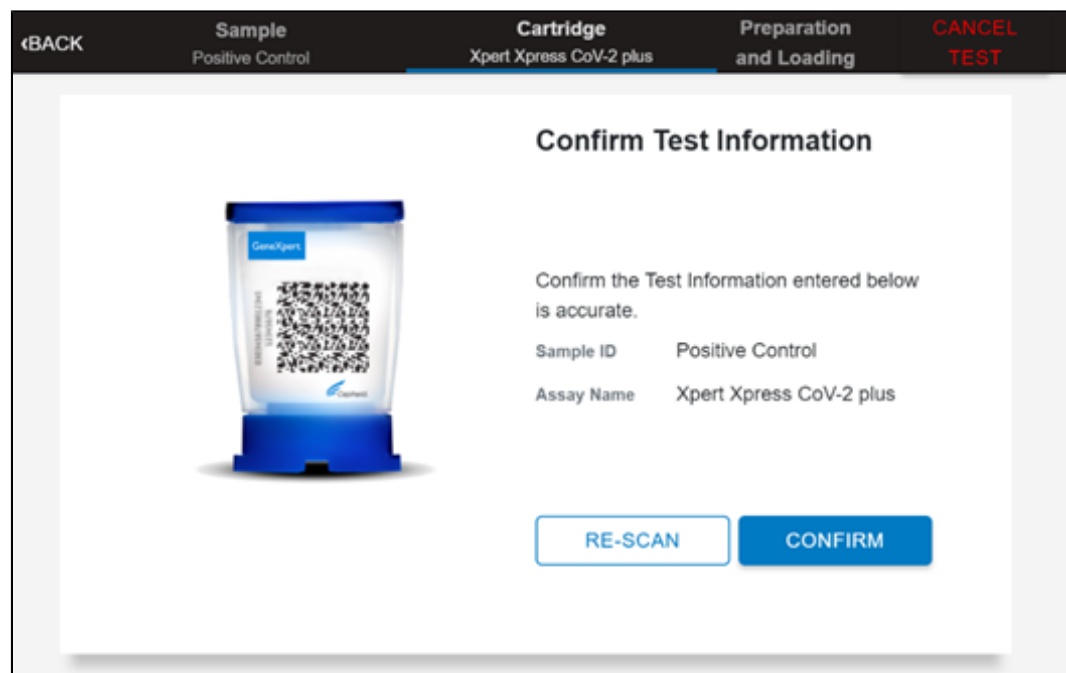 ‹BACK
Sample
Positive Control
Cartridge
Xpert Xpress CoV-2 plus
Preparation
and Loading
CANCEL
TEST
Confirm Test Information
GeneXpert
Cepheid
Confirm the Test Information entered below
is accurate.
Sample ID Positive Control
Assay Name Xpert Xpress CoV-2 plus
RE-SCAN
CONFIRM